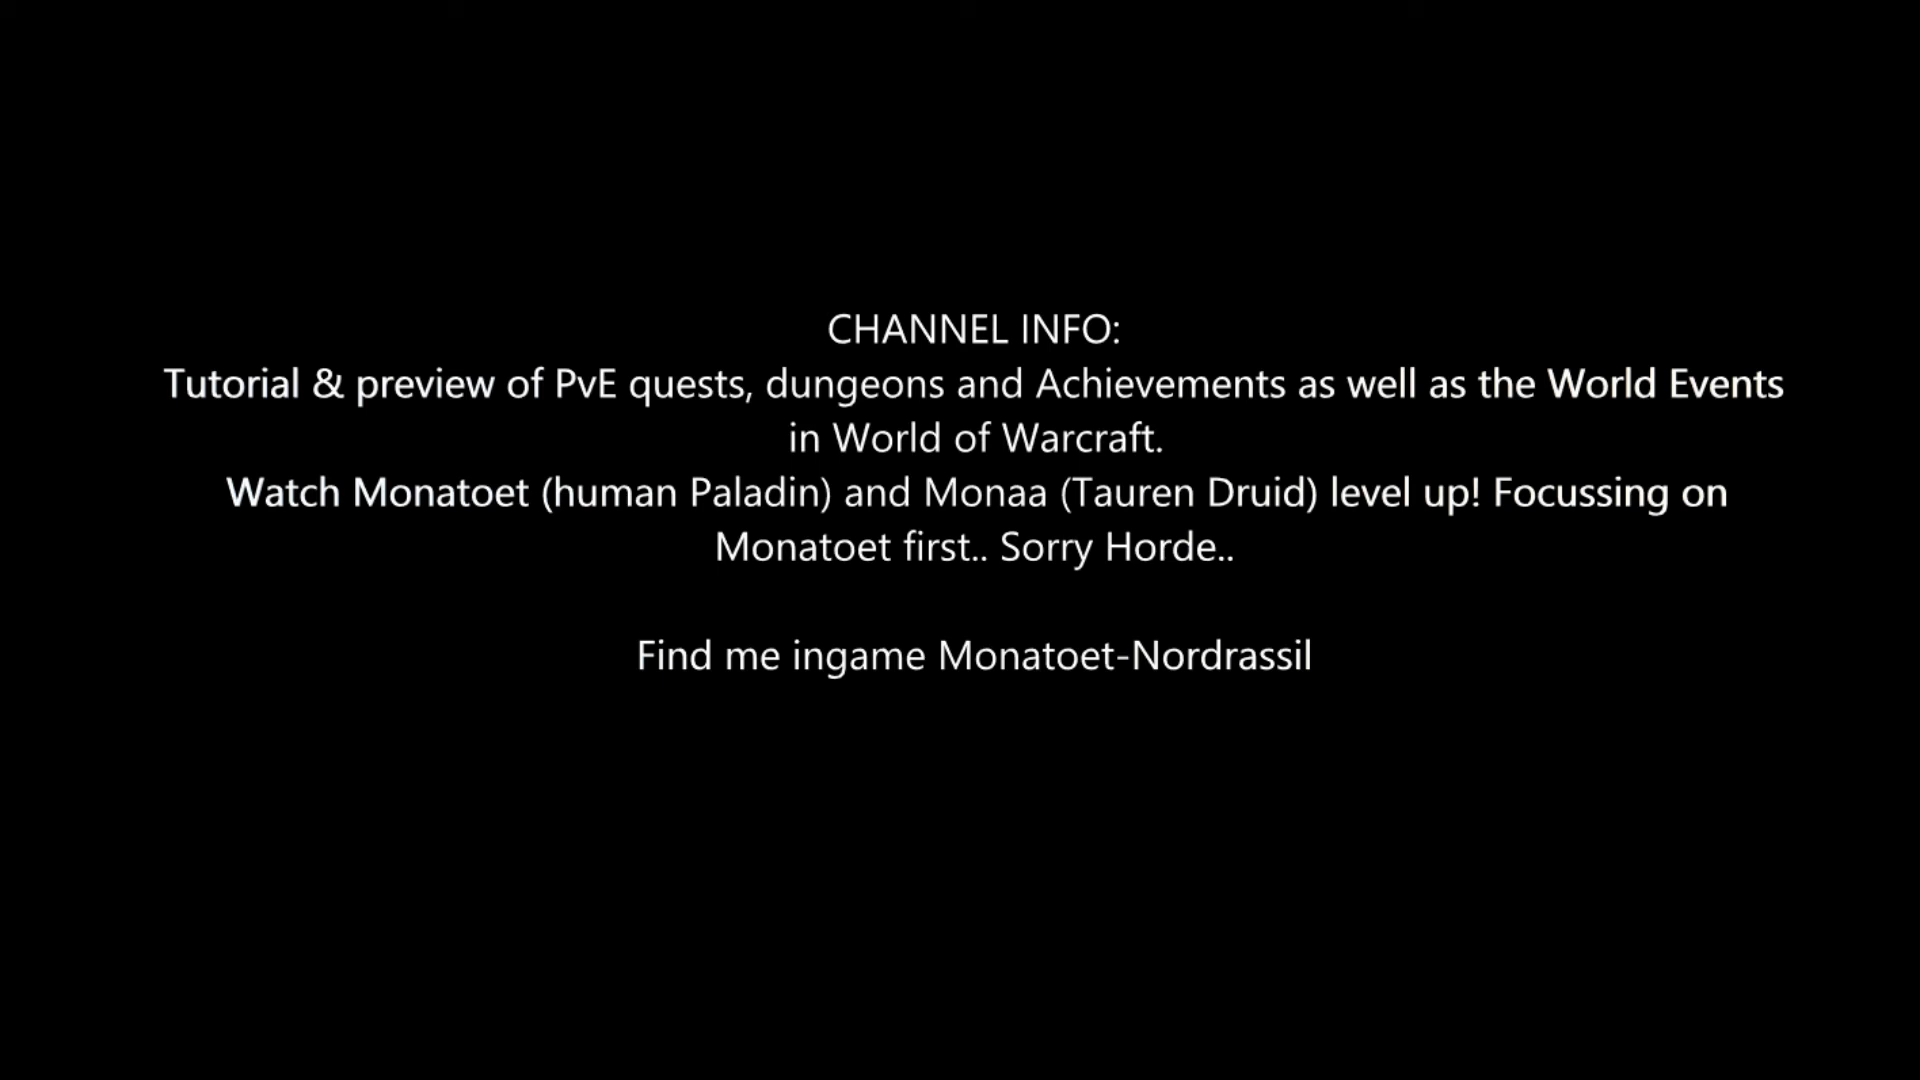 CHANNEL INFO:
Tutorial & preview of PvE quests, dungeons and Achievements as well as the World Events
in World of Warcraft.
Watch Monatoet (human Paladin) and Monaa (Tauren Druid) level up! Focussing on
Monatoet first.. Sorry Horde..
Find me ingame Monatoet-Nordrassil